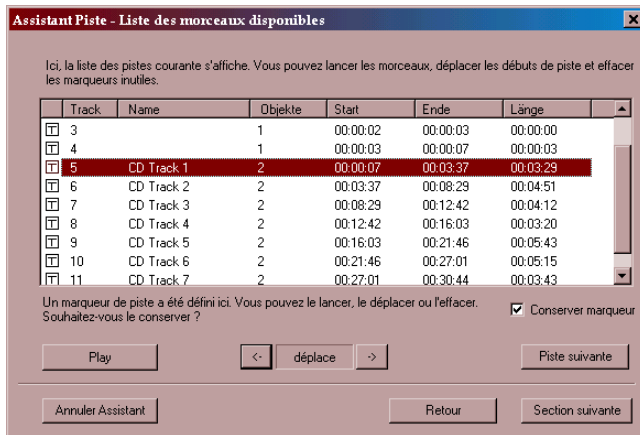 Assistant Piste - Liste des morceaux disponibles
Ici, la liste des pistes courante s'affiche. Vous pouvez lancer les morceaux, déplacer les débuts de piste et effacer
les marqueurs inutiles.
Track Name Objekte Start Ende Länge
T 3 1 00:00:02 00:00:03 00:00:00
T 4 1 00:00:03 00:00:07 00:00:03
T 5 CD Track 1 2 00:00:07 00:03:37 00:03:29
T 6 CD Track 2 2 00:03:37 00:08:29 00:04:51
T 7 CD Track 3 2 00:08:29 00:12:42 00:04:12
T 8 CD Track 4 2 00:12:42 00:16:03 00:03:20
T 9 CD Track 5 2 00:16:03 00:21:46 00:05:43
T 10 CD Track 6 2 00:21:46 00:27:01 00:05:15
T 11 CD Track 7 2 00:27:01 00:30:44 00:03:43
Un marqueur de piste a été défini ici. Vous pouvez le lancer, le déplacer ou l'effacer.
Souhaitez-vous le conserver ?
Conserver marqueur
Play <- déplace -> Piste suivante
Annuler Assistant Retour Section suivante